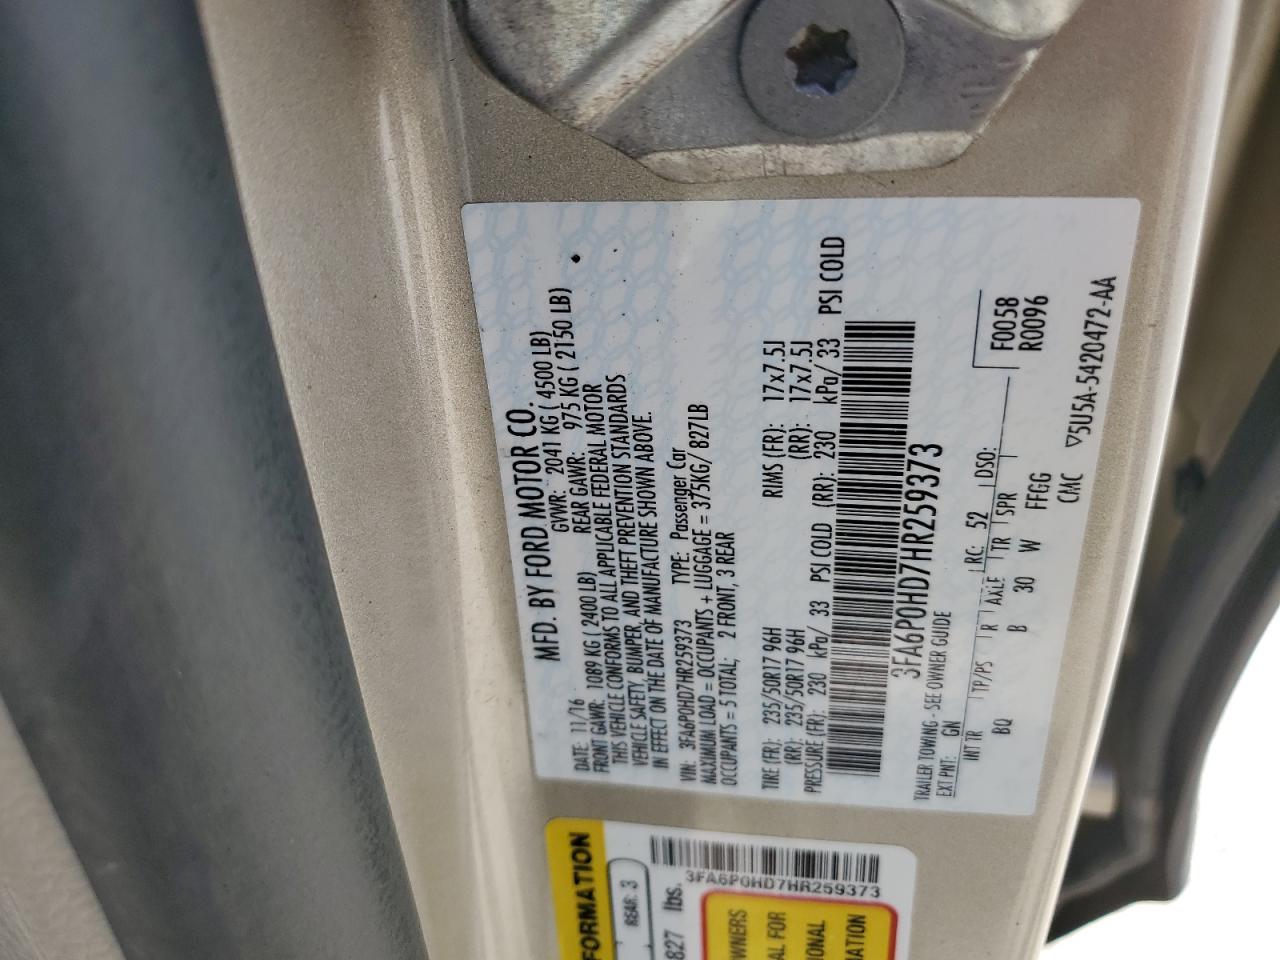 MFD. BY FORD MOTOR CO.
DATE: 11/16 GVWR: 2041 KG ( 4500 LB)
FRONT GAWR: 1089 KG ( 2400 LB) REAR GAWR: 975 KG ( 2150 LB)
THIS VEHICLE CONFORMS TO ALL APPLICABLE FEDERAL MOTOR
VEHICLE SAFETY, BUMPER, AND THEFT PREVENTION STANDARDS
IN EFFECT ON THE DATE OF MANUFACTURE SHOWN ABOVE.
VIN: 3FA6P0HD7HR259373 TYPE: Passenger Car
MAXIMUM LOAD = OCCUPANTS + LUGGAGE = 375KG/ 827LB
OCCUPANTS = 5 TOTAL; 2 FRONT, 3 REAR
TIRE (FR): 235/50R17 96H RIMS (FR): 17x7.5J
(RR): 235/50R17 96H (RR): 17x7.5J
PRESSURE (FR): 230 kPa/ 33 PSI COLD (RR): 230 kPa/ 33 PSI COLD
3FA6P0HD7HR259373
TRAILER TOWING - SEE OWNER GUIDE
EXT PNT: GN RC: 52 DSO: F0058
INT TR TP/PS R AXLE TR SPR R0096
BQ B 30 W FFGG
CMC ▽5U5A-5420472-AA
FORMATION
REAR: 3
827 lbs.
3FA6P0HD7HR259373
OWNERS
AL FOR
IONAL
MATION